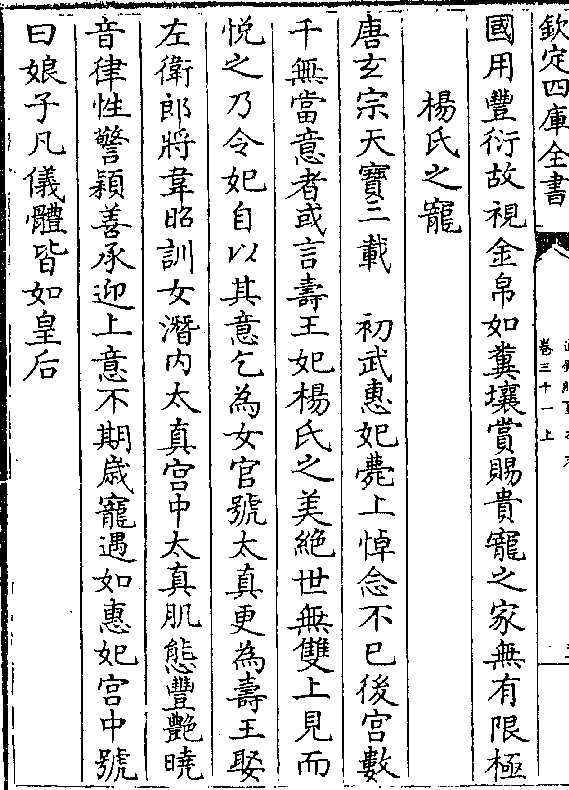 欽定四庫全書
卷三十一上
國用豐衍故視金帛如糞壤賞賜貴寵之家無有限極
楊氏之寵
唐玄宗天寶三載　初武惠妃薨上悼念不已後宮數
千無當意者或言壽王妃楊氏之美絶世無雙上見而
悅之乃令妃自以其意乞為女官號太真更為壽王娶
左衛郎將韋昭訓女潛内太真宫中太真肌態豐艷曉
音律性警穎善承迎上意不期歳寵遇如惠妃宫中號
曰娘子凡儀體皆如皇后